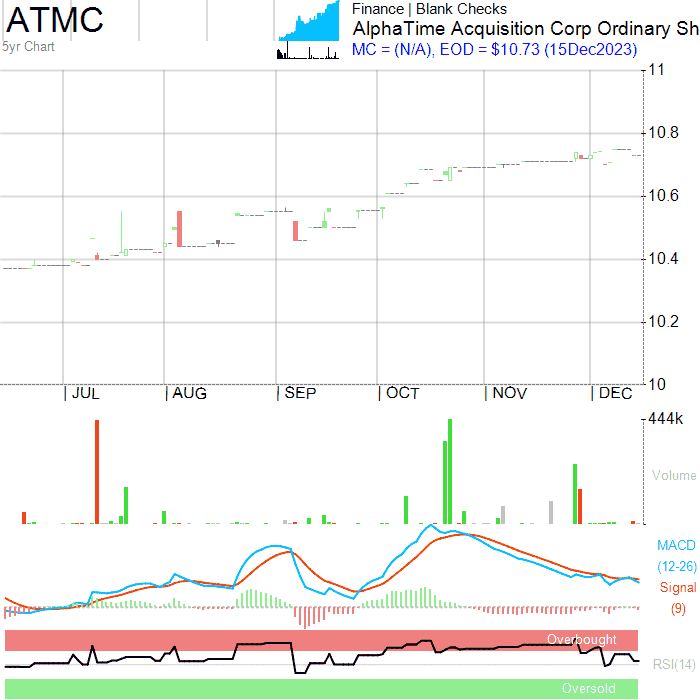 ATMC
5yr Chart
Finance | Blank Checks
AlphaTime Acquisition Corp Ordinary Sh
MC = (N/A), EOD = $10.73 (15Dec2023)
11
10.8
10.6
10.4
10.2
10
JUL AUG SEP OCT NOV DEC
444k
Volume
MACD
(12-26)
Signal
(9)
Overbought
RSI(14)
Oversold